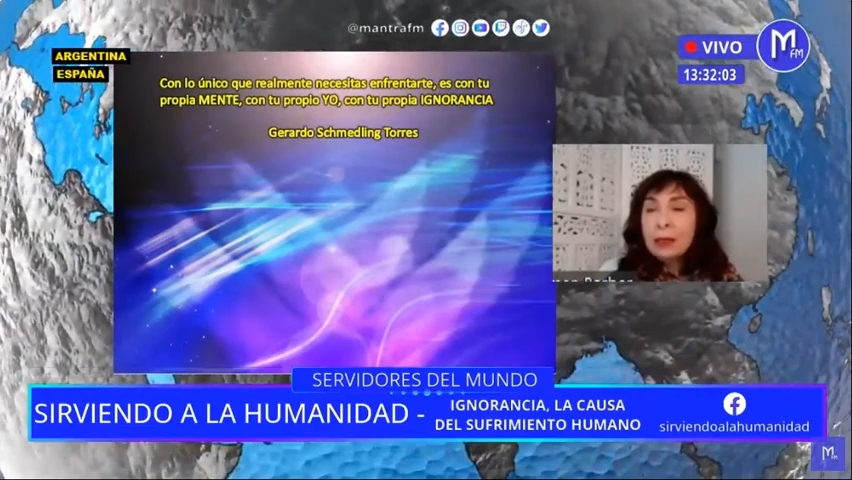 @mantrafm
ARGENTINA
ESPAÑA
VIVO
M
FM
13:32:03
Con lo único que realmente necesitas enfrentarte, es con tu
propia MENTE, con tu propio YO, con tu propia IGNORANCIA
Gerardo Schmedling Torres
SERVIDORES DEL MUNDO
SIRVIENDO A LA HUMANIDAD -
IGNORANCIA, LA CAUSA
DEL SUFRIMIENTO HUMANO
sirviendoalahumanidad
M
FM